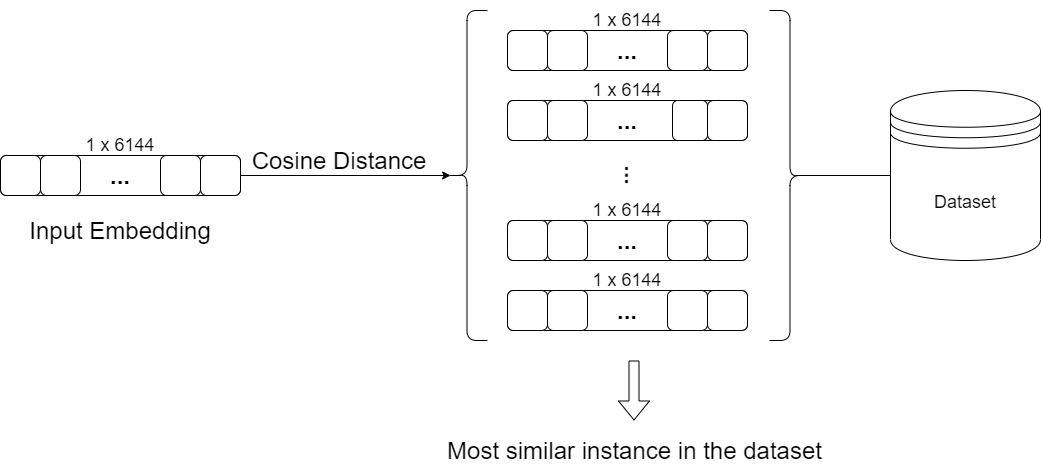 1 x 6144
...
1 x 6144
...
1 x 6144
...
Cosine Distance
Input Embedding
...
1 x 6144
...
1 x 6144
...
Dataset
Most similar instance in the dataset